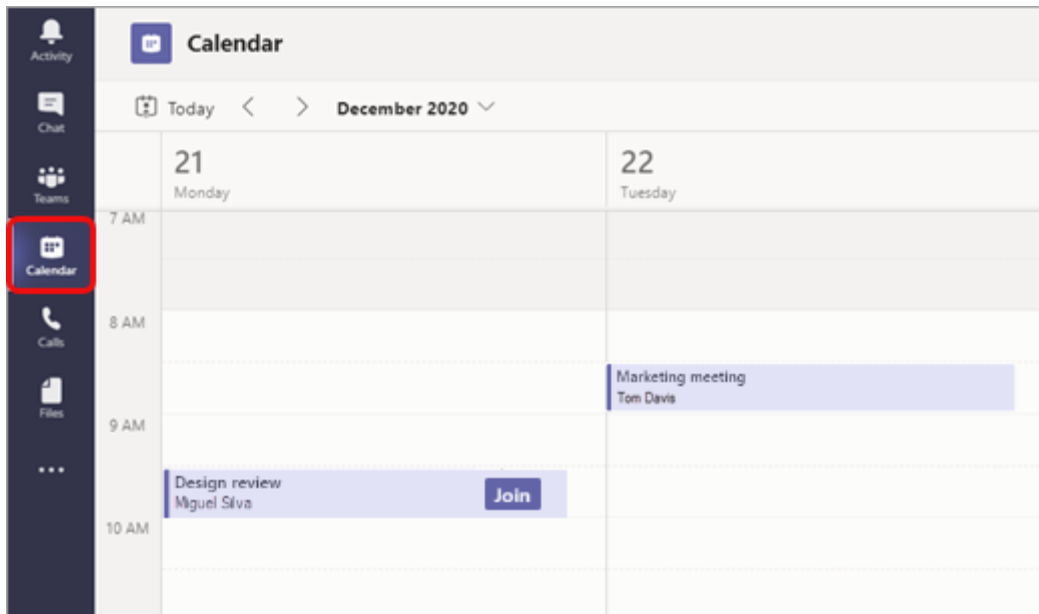 Activity
Chat
Teams
Calendar
Calls
Files
Calendar
Today
December 2020
21
Monday
22
Tuesday
7 AM
8 AM
Marketing meeting
Tom Davis
9 AM
Design review
Miguel Silva
Join
10 AM